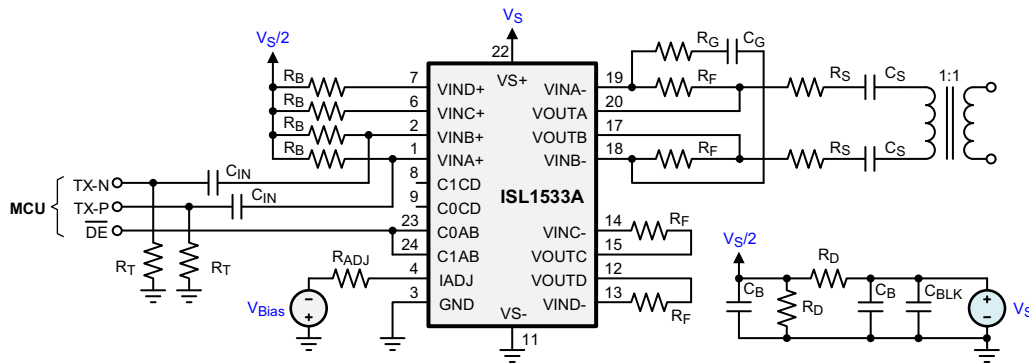 VS
VS/2
22
VS+
RB
7
VIND+
RB
6
VINC+
RB
2
VINB+
RB
1
VINA+
CIN
TX-N
8
C1CD
MCU
TX-P
CIN
9
C0CD
ISL1533A
DE
23
C0AB
24
C1AB
RT
RT
RADJ
4
IADJ
VBias
3
GND
VS-
11
RG
CG
19
VINA-
RF
RS
CS
1:1
20
VOUTA
17
VOUTB
18
VINB-
RF
RS
CS
14
VINC-
RF
15
VOUTC
12
VOUTD
13
VIND-
RF
VS/2
RD
CB
RD
CB
CBLK
VS